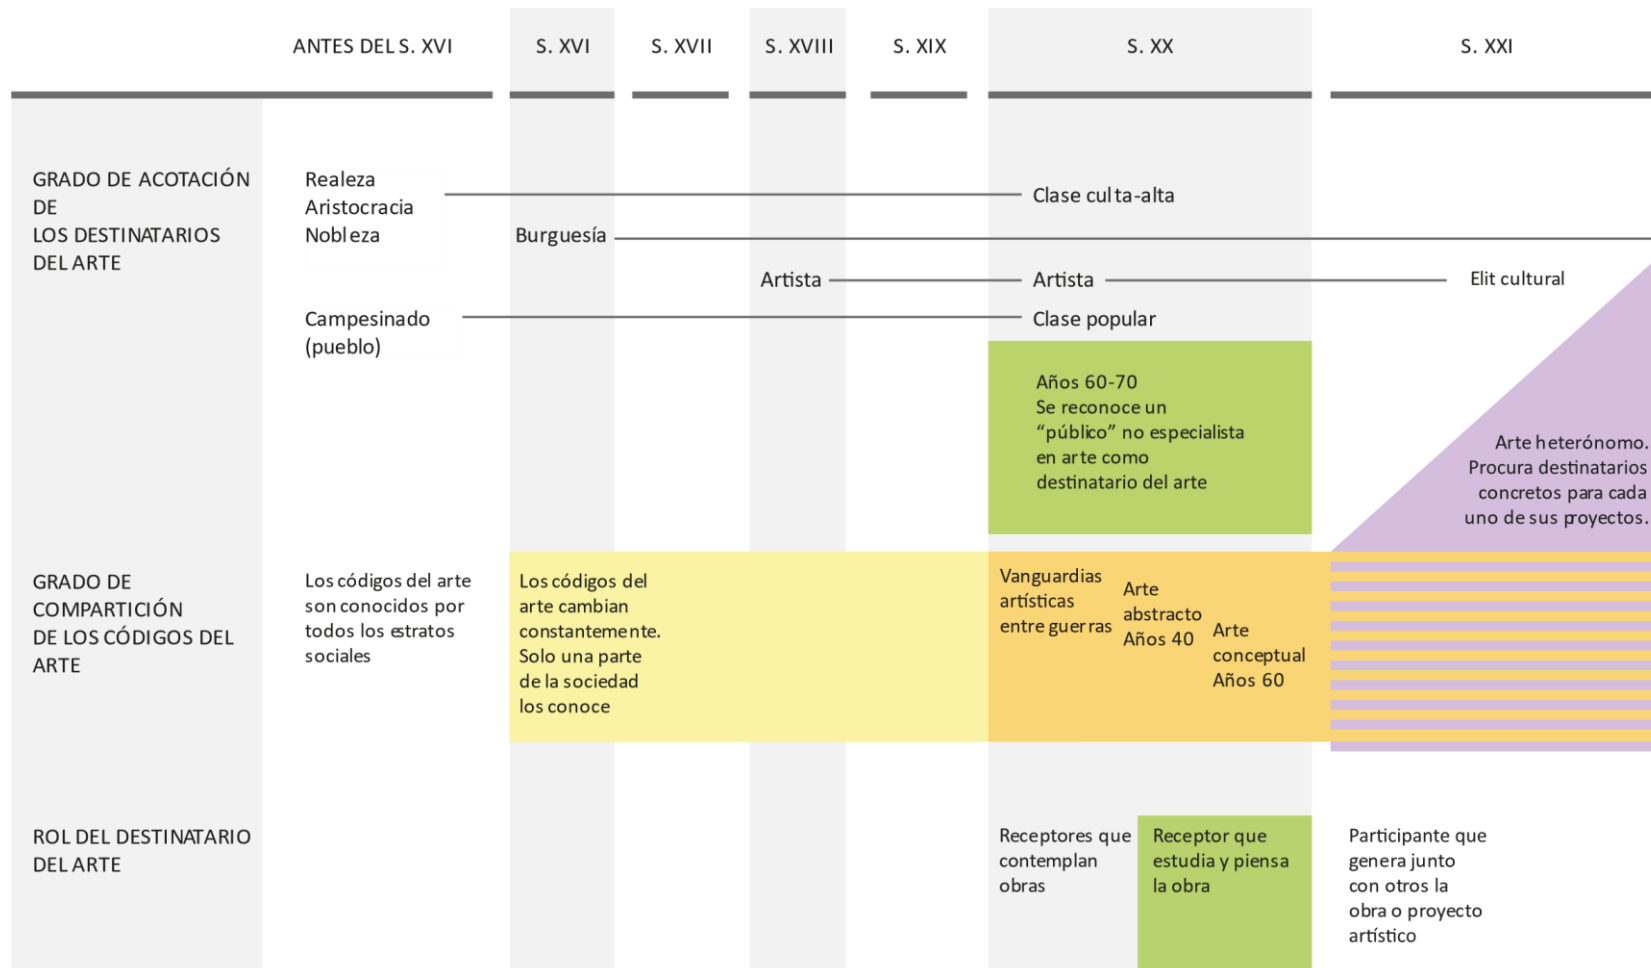 ANTES DEL S. XVI
S. XVI
S. XVII
S. XVIII
S. XIX
S. XX
S. XXI
GRADO DE ACOTACIÓN
DE
LOS DESTINATARIOS
DEL ARTE
Realeza
Aristocracia
Nobleza
Burguesía
Clase culta-alta
Artista
Artista
Elit cultural
Campesinado
(pueblo)
Clase popular
Años 60-70
Se reconoce un
“público” no especialista
en arte como
destinatario del arte
Arte heterónomo.
Procura destinatarios
concretos para cada
uno de sus proyectos.
GRADO DE
COMPARTICIÓN
DE LOS CÓDIGOS DEL
ARTE
Los códigos del arte
son conocidos por
todos los estratos
sociales
Los códigos del
arte cambian
constantemente.
Solo una parte
de la sociedad
los conoce
Vanguardias
artísticas
entre guerras
Arte
abstracto
Años 40
Arte
conceptual
Años 60
ROL DEL DESTINATARIO
DEL ARTE
Receptores que
contemplan
obras
Receptor que
estudia y piensa
la obra
Participante que
genera junto
con otros la
obra o proyecto
artístico